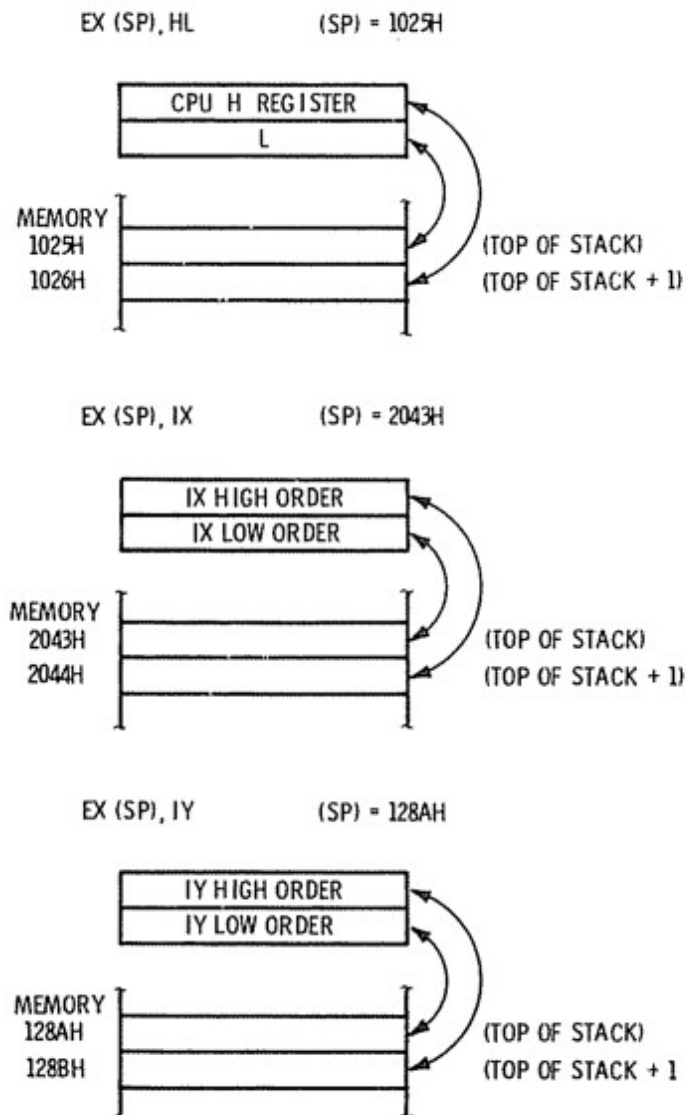 EX (SP), HL (SP) = 1025H
CPU H REGISTER
L
MEMORY
1025H (TOP OF STACK)
1026H (TOP OF STACK + 1)
EX (SP), IX (SP) = 2043H
IX HIGH ORDER
IX LOW ORDER
MEMORY
2043H (TOP OF STACK)
2044H (TOP OF STACK + 1)
EX (SP), IY (SP) = 128AH
IY HIGH ORDER
IY LOW ORDER
MEMORY
128AH (TOP OF STACK)
128BH (TOP OF STACK + 1